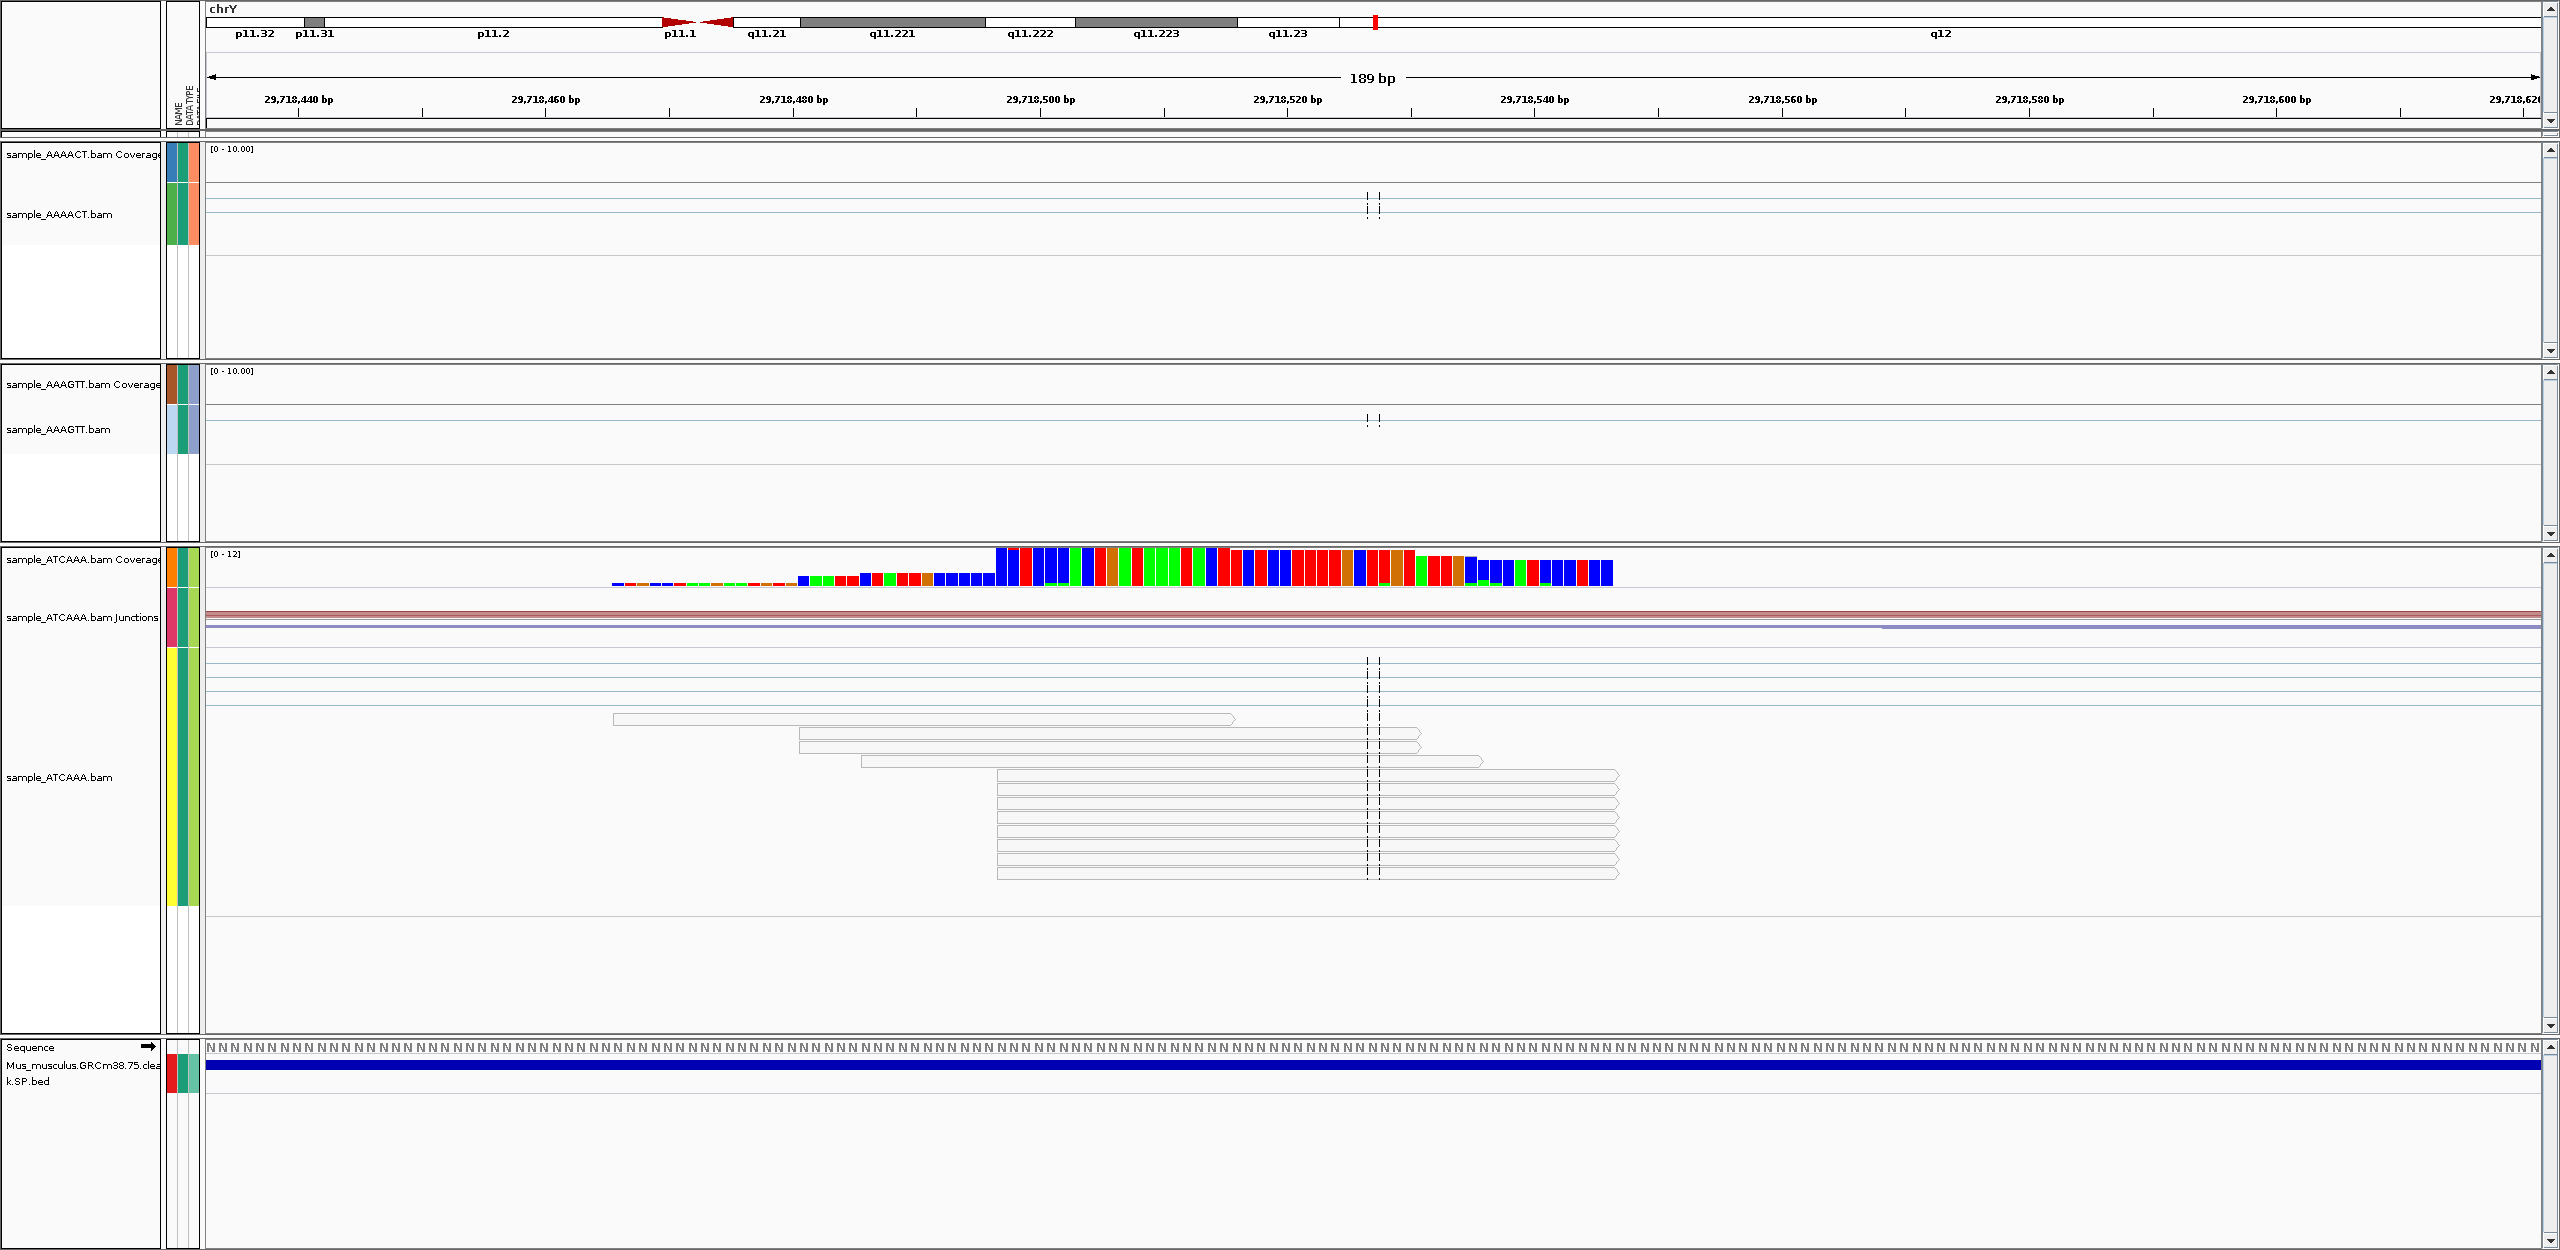 chrY
p11.32 p11.31 p11.2 p11.1 q11.21 q11.221 q11.222 q11.223 q11.23 q12
189 bp
29,718,440 bp 29,718,460 bp 29,718,480 bp 29,718,500 bp 29,718,520 bp 29,718,540 bp 29,718,560 bp 29,718,580 bp 29,718,600 bp 29,718,620
NAME
DATA TYPE
sample_AAAACT.bam Coverage
[0 - 10.00]
sample_AAAACT.bam
sample_AAAGTT.bam Coverage
[0 - 10.00]
sample_AAAGTT.bam
sample_ATCAAA.bam Coverage
[0 - 12]
sample_ATCAAA.bam Junctions
sample_ATCAAA.bam
Sequence
N N N N N N N N N N N N N N N N N N N N N N N N N N N N N N N N N N N N N N N N N N N N N N N N N N N N N N N N N N N N N N N N N N N N N N N N N N N N N N N N N N N N N N N N N N N N N N N N N N N N N N N N N N N N N N N N N N N N N N N N N N N N N N N N N N N N N N N N N N N N N N N N N N N N N N N N N N N N N N N N N N N N N N N N N N N N N N N N N
Mus_musculus.GRCm38.75.clea
k.SP.bed